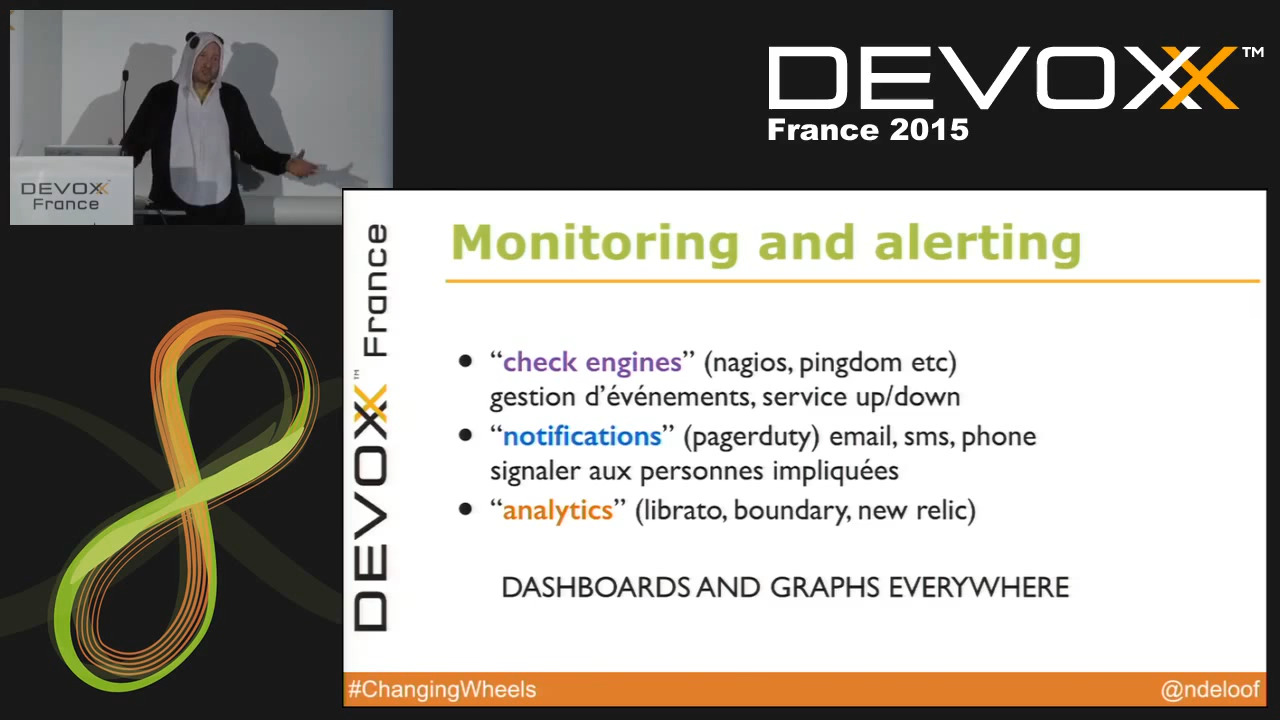 DEVOXX™
France 2015
DEVOXX
France
DEVOXX™ France
Monitoring and alerting
• “check engines” (nagios, pingdom etc)
gestion d’événements, service up/down
• “notifications” (pagerduty) email, sms, phone
signaler aux personnes impliquées
• “analytics” (librato, boundary, new relic)
DASHBOARDS AND GRAPHS EVERYWHERE
#ChangingWheels
@ndeloof